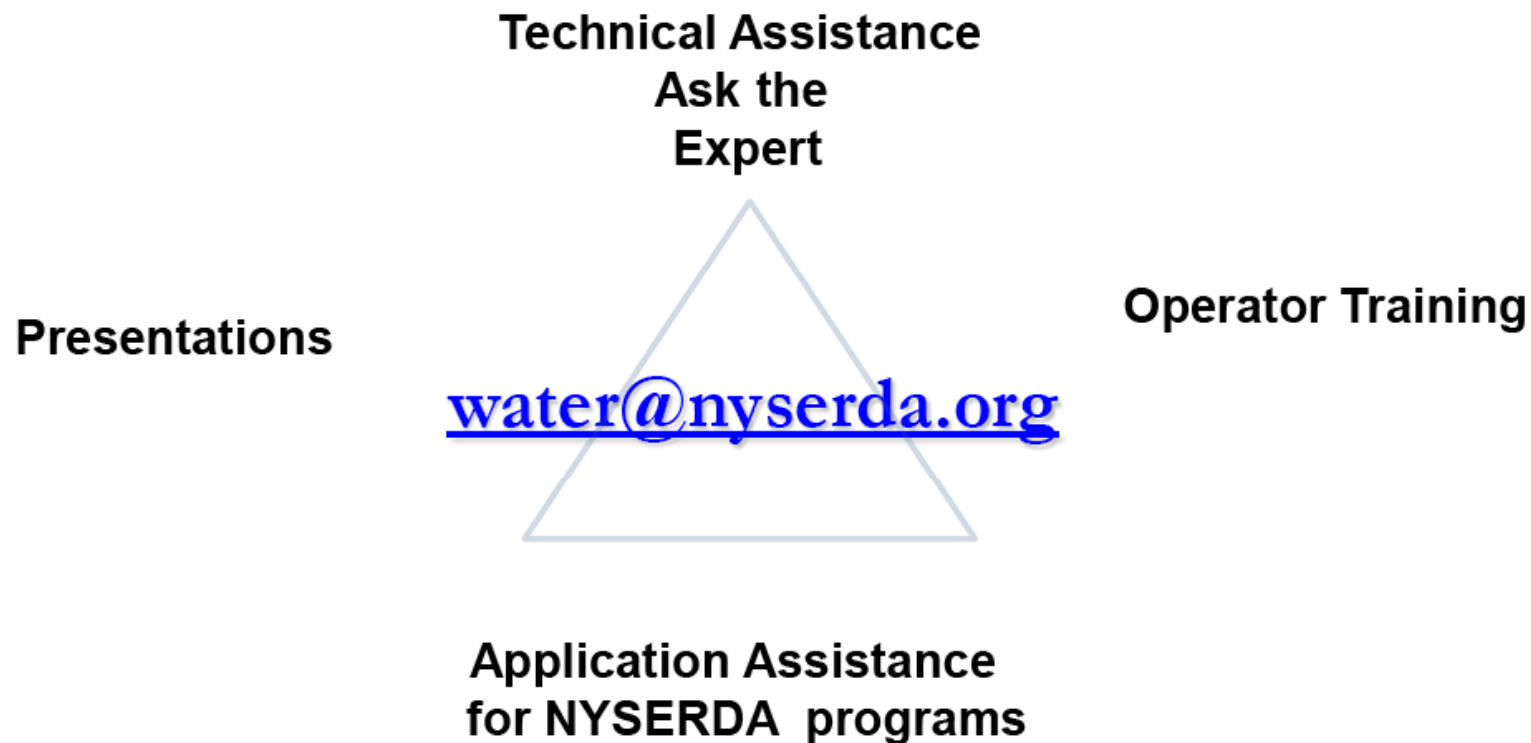 Technical Assistance
Ask the
Expert
Presentations
Operator Training
water@nyserda.org
Application Assistance
for NYSERDA programs